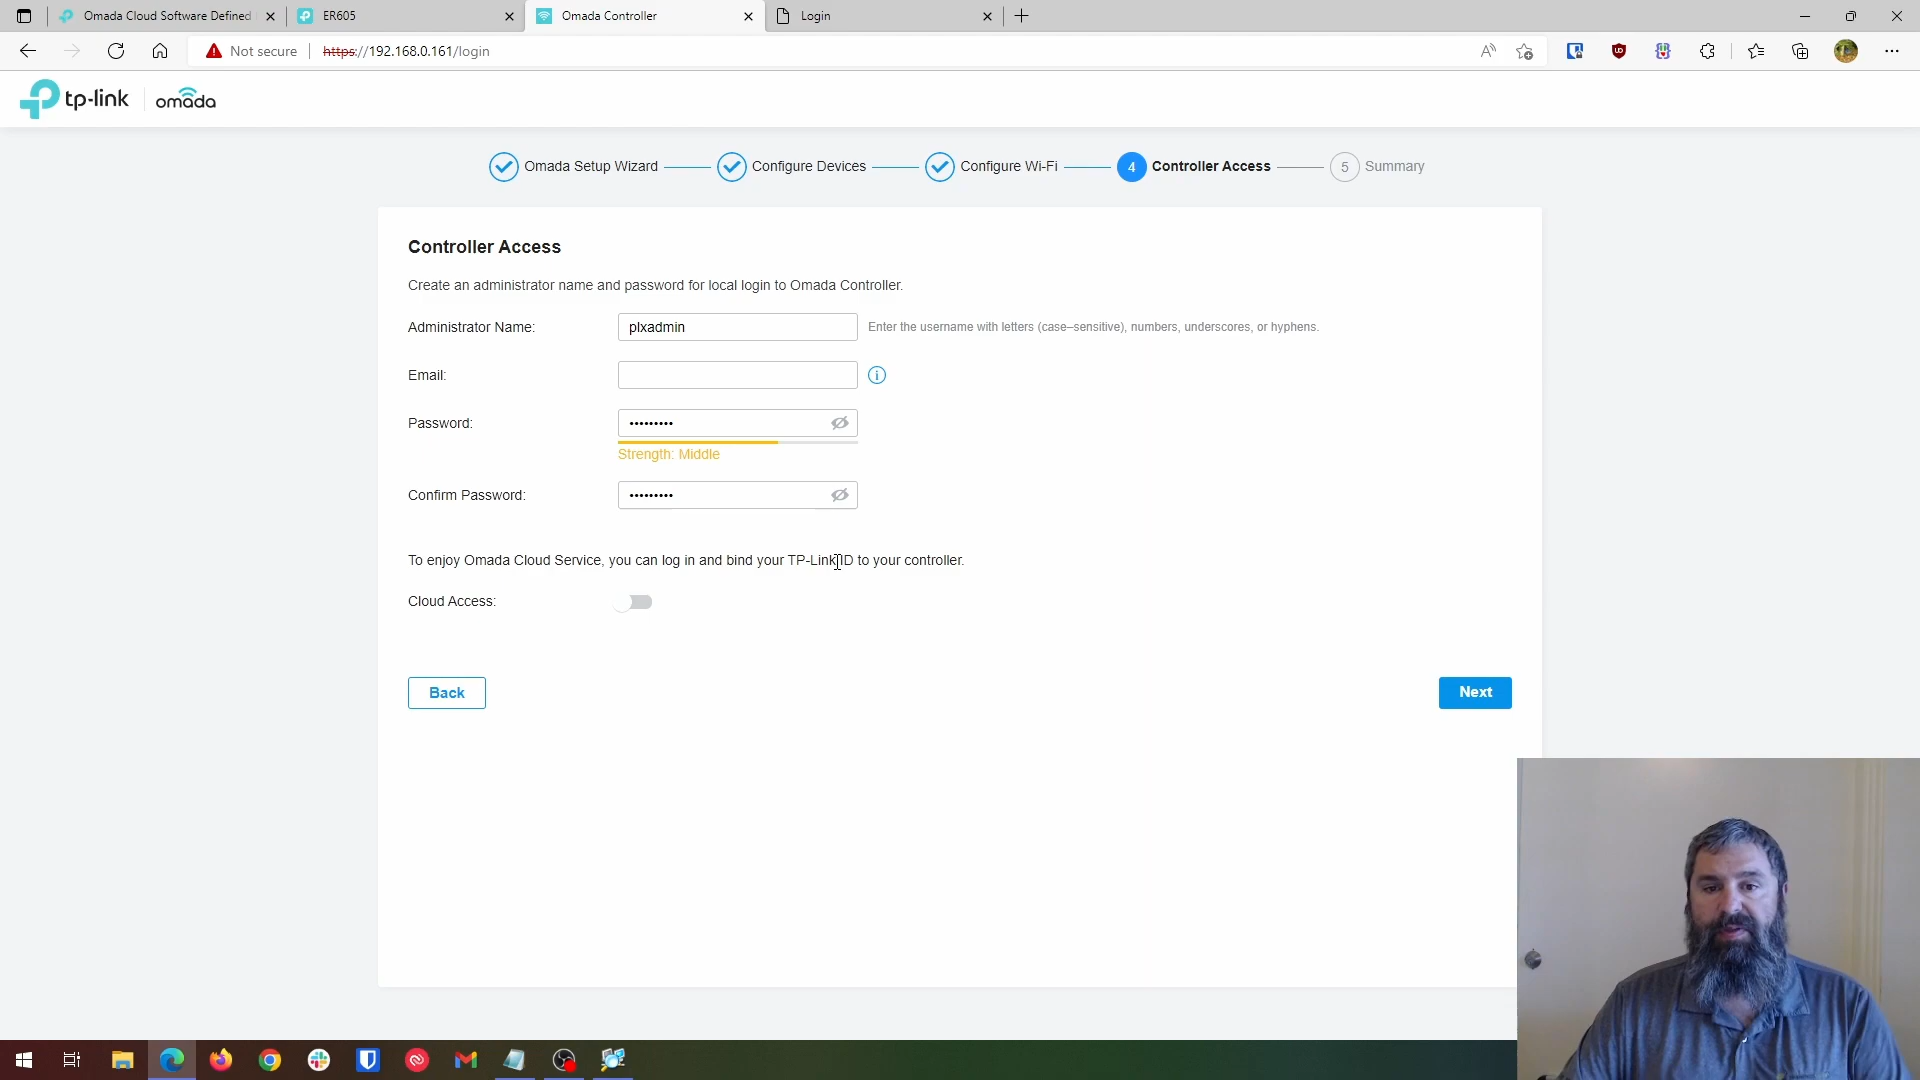 Omada Cloud Software Defined
ER605
Omada Controller
Login
Not secure
https://192.168.0.161/login
tp-link
omada
Omada Setup Wizard
Configure Devices
Configure Wi-Fi
4
Controller Access
5
Summary
Controller Access
Create an administrator name and password for local login to Omada Controller.
Administrator Name:
plxadmin
Enter the username with letters (case–sensitive), numbers, underscores, or hyphens.
Email:
Password:
•••••••••
Strength: Middle
Confirm Password:
•••••••••
To enjoy Omada Cloud Service, you can log in and bind your TP-Link ID to your controller.
Cloud Access:
Back
Next